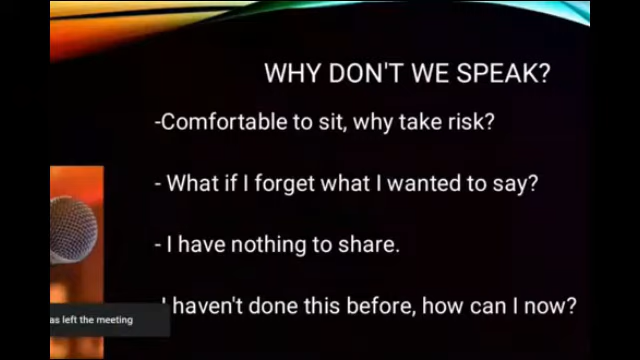 WHY DON'T WE SPEAK?
-Comfortable to sit, why take risk?
- What if I forget what I wanted to say?
- I have nothing to share.
I haven't done this before, how can I now?
as left the meeting